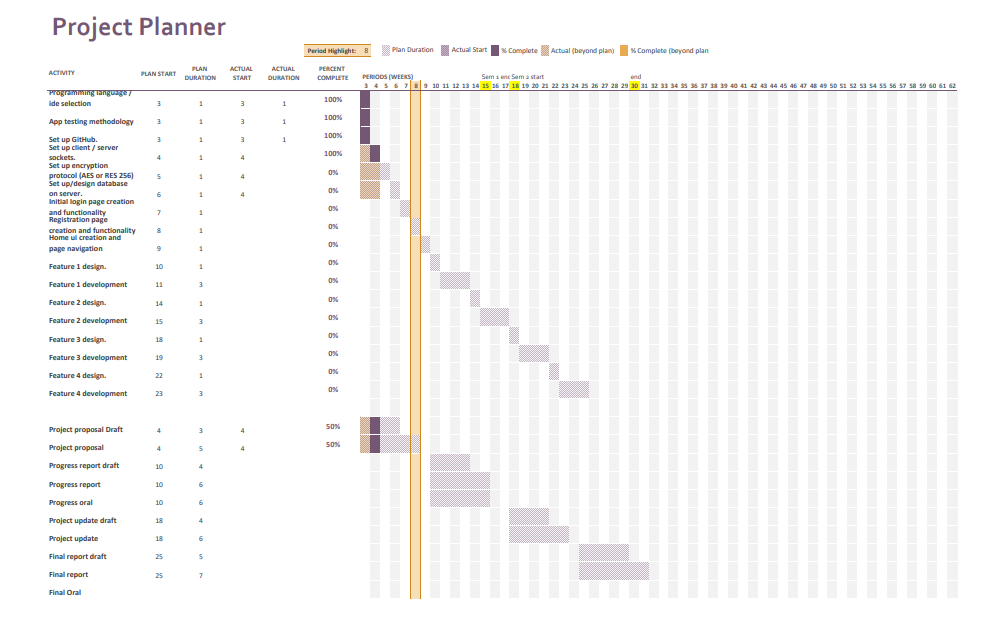 Project Planner
Period Highlight: 8 Plan Duration Actual Start % Complete Actual (beyond plan) % Complete (beyond plan
ACTIVITY PLAN START PLAN DURATION ACTUAL START ACTUAL DURATION PERCENT COMPLETE PERIODS (WEEKS) Sem 1 enc Sem 2 start end
3 4 5 6 7 8 9 10 11 12 13 14 15 16 17 18 19 20 21 22 23 24 25 26 27 28 29 30 31 32 33 34 35 36 37 38 39 40 41 42 43 44 45 46 47 48 49 50 51 52 53 54 55 56 57 58 59 60 61 62
Programming language /
ide selection 3 1 3 1 100%
App testing methodology 3 1 3 1 100%
Set up GitHub. 3 1 3 1 100%
Set up client / server
sockets. 4 1 4 100%
Set up encryption
protocol (AES or RES 256) 5 1 4 0%
Set up/design database
on server. 6 1 4 0%
Initial login page creation
and functionality 7 1 0%
Registration page
creation and functionality 8 1 0%
Home ui creation and
page navigation 9 1 0%
Feature 1 design. 10 1 0%
Feature 1 development 11 3 0%
Feature 2 design. 14 1 0%
Feature 2 development 15 3 0%
Feature 3 design. 18 1 0%
Feature 3 development 19 3 0%
Feature 4 design. 22 1 0%
Feature 4 development 23 3 0%
Project proposal Draft 4 3 4 50%
Project proposal 4 5 4 50%
Progress report draft 10 4
Progress report 10 6
Progress oral 10 6
Project update draft 18 4
Project update 18 6
Final report draft 25 5
Final report 25 7
Final Oral